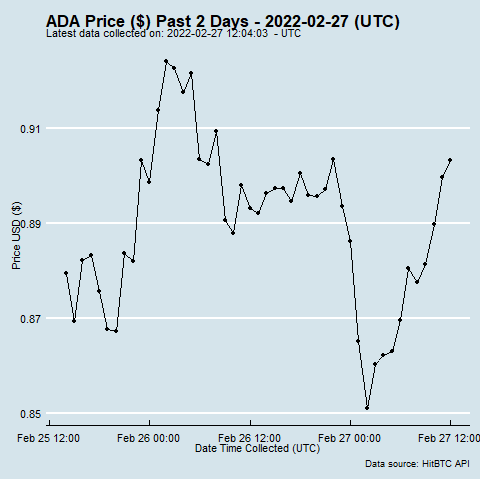 ADA Price ($) Past 2 Days - 2022-02-27 (UTC)
Latest data collected on: 2022-02-27 12:04:03 - UTC
0.91
0.89
0.87
0.85
Price USD ($)
Feb 25 12:00 Feb 26 00:00 Feb 26 12:00 Feb 27 00:00 Feb 27 12:00
Date Time Collected (UTC)
Data source: HitBTC API